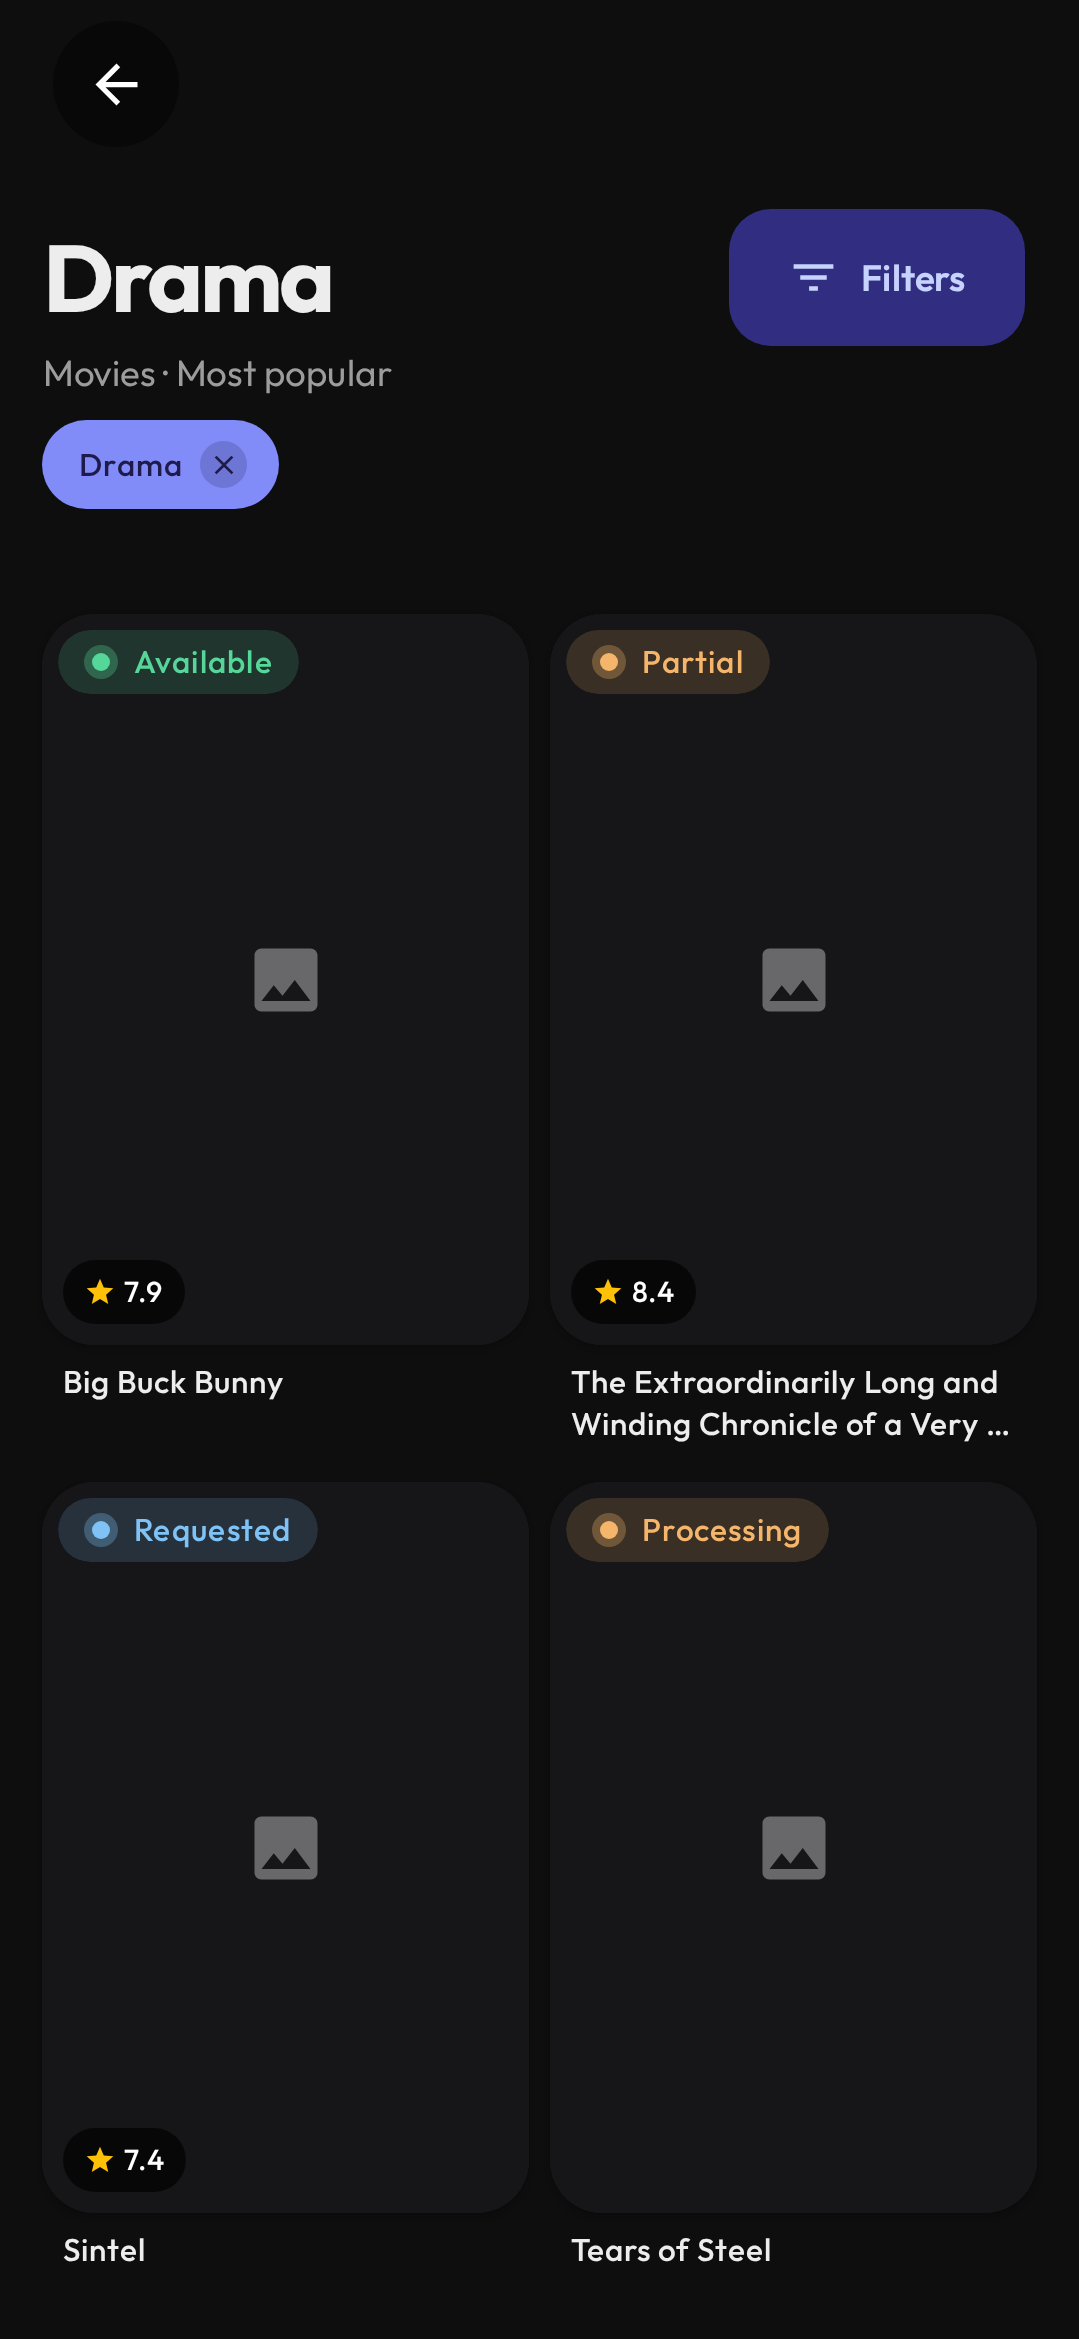 Drama
Filters
Movies · Most popular
Drama
Available
Partial
7.9
8.4
Big Buck Bunny
The Extraordinarily Long and
Winding Chronicle of a Very ...
Requested
Processing
7.4
Sintel
Tears of Steel